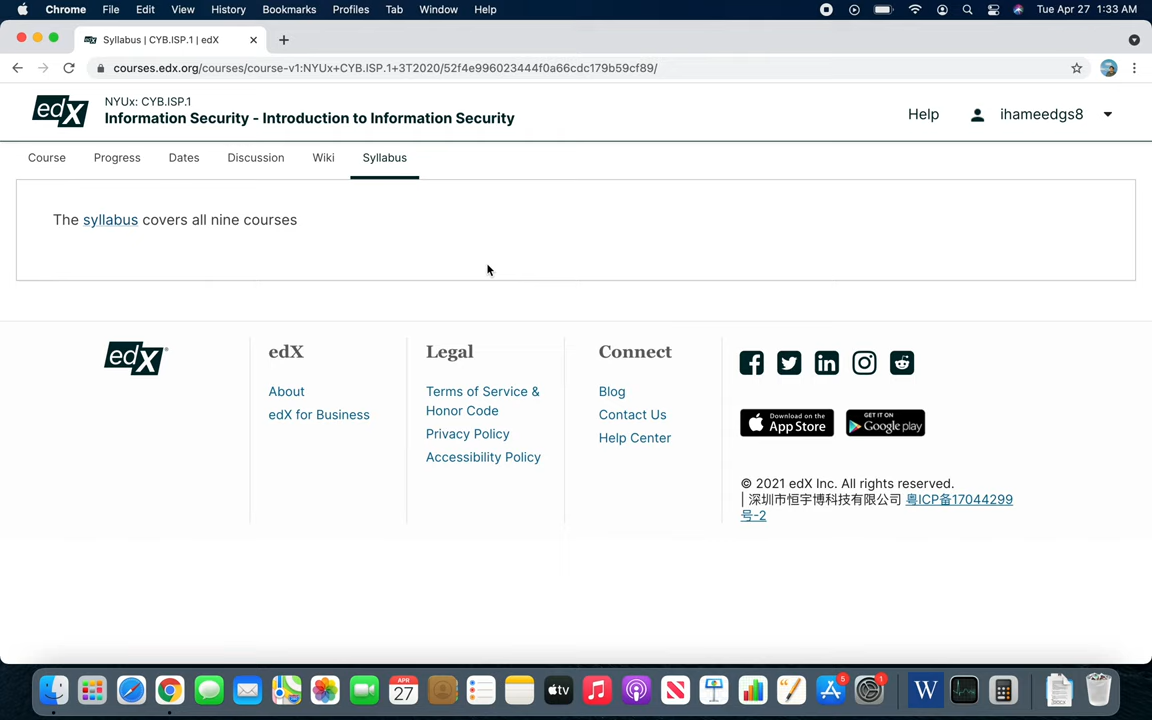 Chrome File Edit View History Bookmarks Profiles Tab Window Help Tue Apr 27 1:33 AM
Syllabus | CYB.ISP.1 | edX
courses.edx.org/courses/course-v1:NYUx+CYB.ISP.1+3T2020/52f4e996023444f0a66cdc179b59cf89/
edX
NYUx: CYB.ISP.1
Information Security - Introduction to Information Security
Help ihameedgs8
Course Progress Dates Discussion Wiki Syllabus
The syllabus covers all nine courses
edX
edX
About
edX for Business
Legal
Terms of Service &
Honor Code
Privacy Policy
Accessibility Policy
Connect
Blog
Contact Us
Help Center
Download on the
App Store
GET IT ON
Google play
© 2021 edX Inc. All rights reserved.
| 深圳市恒宇博科技有限公司 粤ICP备17044299
号-2
APR
27
tv
5
1
W